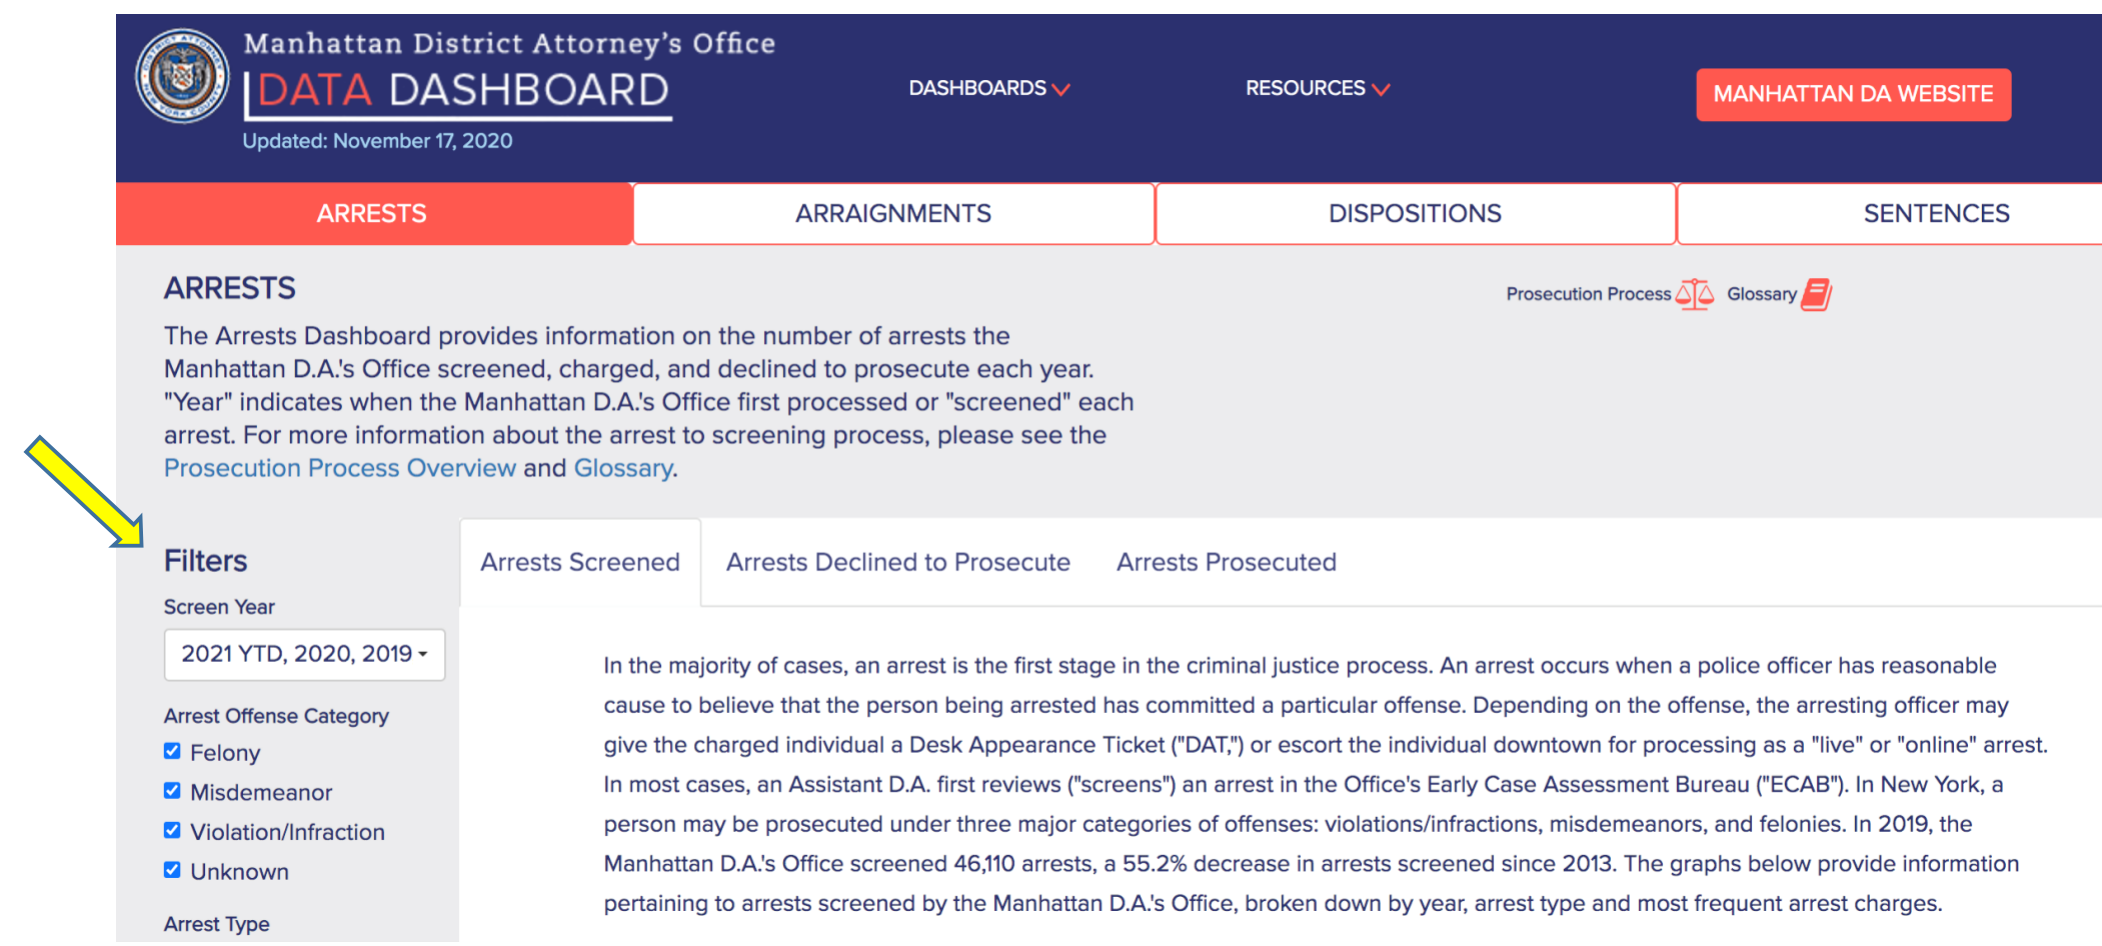 Manhattan District Attorney's Office
DATA DASHBOARD
Updated: November 17, 2020
DASHBOARDS
RESOURCES
MANHATTAN DA WEBSITE
ARRESTS
ARRAIGNMENTS
DISPOSITIONS
SENTENCES
ARRESTS
Prosecution Process
Glossary
The Arrests Dashboard provides information on the number of arrests the
Manhattan D.A.'s Office screened, charged, and declined to prosecute each year.
"Year" indicates when the Manhattan D.A.'s Office first processed or "screened" each
arrest. For more information about the arrest to screening process, please see the
Prosecution Process Overview and Glossary.
Filters
Screen Year
2021 YTD, 2020, 2019
Arrest Offense Category
Felony
Misdemeanor
Violation/Infraction
Unknown
Arrest Type
Arrests Screened
Arrests Declined to Prosecute
Arrests Prosecuted
In the majority of cases, an arrest is the first stage in the criminal justice process. An arrest occurs when a police officer has reasonable
cause to believe that the person being arrested has committed a particular offense. Depending on the offense, the arresting officer may
give the charged individual a Desk Appearance Ticket ("DAT,") or escort the individual downtown for processing as a "live" or "online" arrest.
In most cases, an Assistant D.A. first reviews ("screens") an arrest in the Office's Early Case Assessment Bureau ("ECAB"). In New York, a
person may be prosecuted under three major categories of offenses: violations/infractions, misdemeanors, and felonies. In 2019, the
Manhattan D.A.'s Office screened 46,110 arrests, a 55.2% decrease in arrests screened since 2013. The graphs below provide information
pertaining to arrests screened by the Manhattan D.A.'s Office, broken down by year, arrest type and most frequent arrest charges.